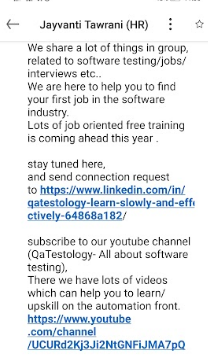 Jayvanti Tawrani (HR)
We share a lot of things in group,
related to software testing/jobs/
interviews etc..
We are here to help you to find
your first job in the software
industry.
Lots of job oriented free training
is coming ahead this year .
stay tuned here,
and send connection request
to https://www.linkedin.com/in/
qatestology-learn-slowly-and-effe
ctively-64868a182/
subscribe to our youtube channel
(QaTestology- All about software
testing),
There we have lots of videos
which can help you to learn/
upskill on the automation front.
https://www.youtube
.com/channel
/UCURd2Kj3Ji2NtGNFiJMA7pQ